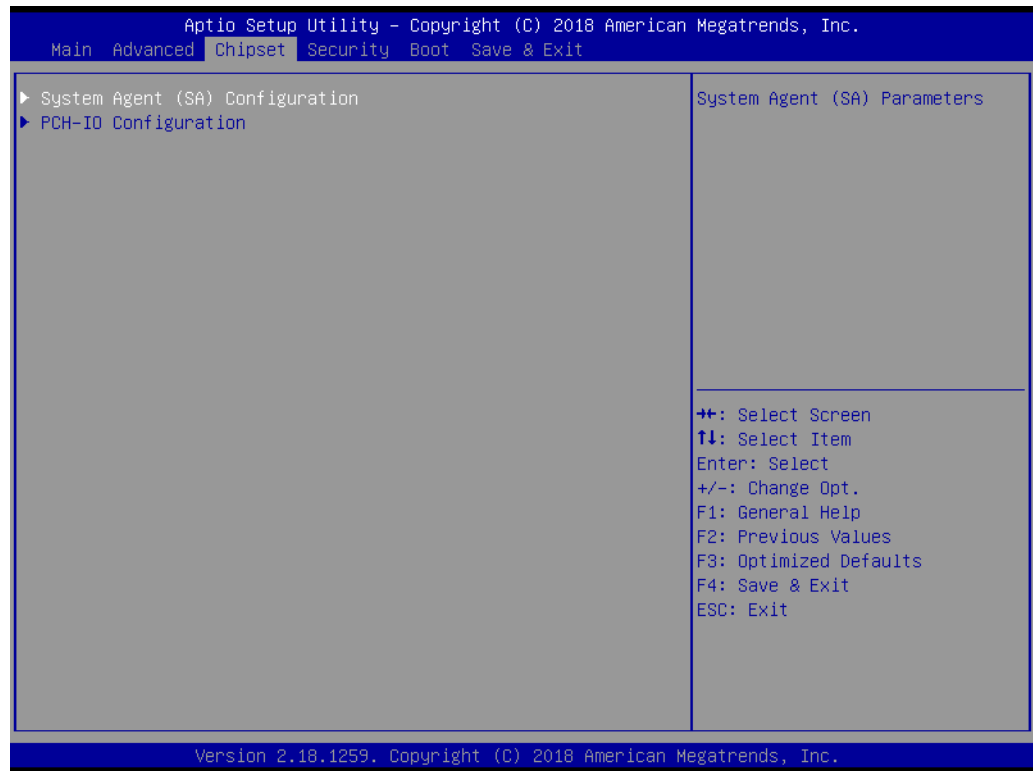 Aptio Setup Utility – Copyright (C) 2018 American Megatrends, Inc.
Main Advanced Chipset Security Boot Save & Exit
▶ System Agent (SA) Configuration
▶ PCH-IO Configuration
System Agent (SA) Parameters
→←: Select Screen
↑↓: Select Item
Enter: Select
+/-: Change Opt.
F1: General Help
F2: Previous Values
F3: Optimized Defaults
F4: Save & Exit
ESC: Exit
Version 2.18.1259. Copyright (C) 2018 American Megatrends, Inc.